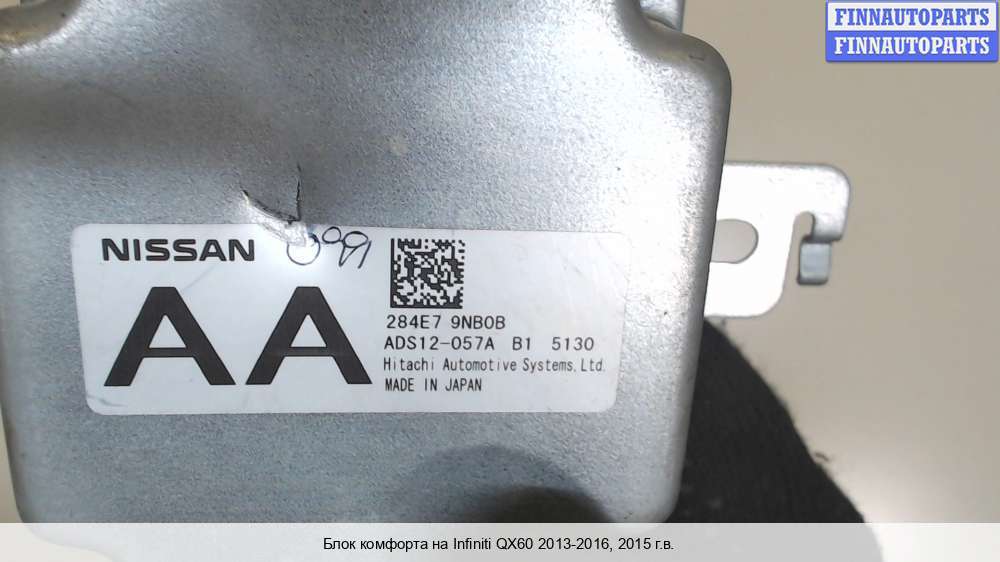 FINNAUTOPARTS
FINNAUTOPARTS
NISSAN
AA
284E7 9NB0B
ADS12-057A B1 5130
Hitachi Automotive Systems, Ltd.
MADE IN JAPAN
Блок комфорта на Infiniti QX60 2013-2016, 2015 г.в.